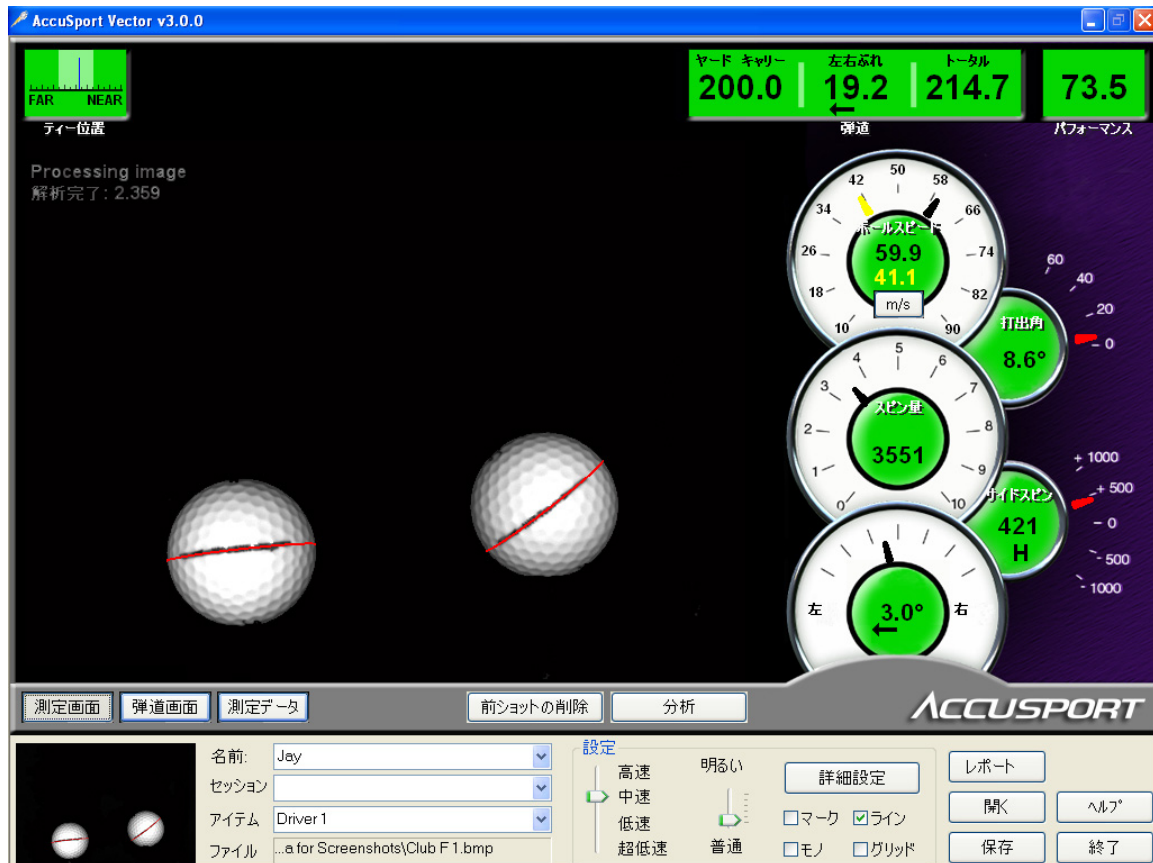 AccuSport Vector v3.0.0
FAR NEAR
ティー位置
ヤード キャリー 左右ぶれ トータル
200.0 19.2 214.7 73.5
弾道 パフォーマンス
Processing image
解析完了: 2.359
10 18 26 34 42 50 58 66 74 82 90
ボールスピード
59.9
41.1
m/s
60
40
20
0
打出角
8.6°
0 1 2 3 4 5 6 7 8 9 10
スピン量
3551
+ 1000
+ 500
- 0
- 500
- 1000
サイドスピン
421
H
左 3.0° 右
測定画面 弾道画面 測定データ 前ショットの削除 分析 ACCUSPORT
名前: Jay
セッション
アイテム Driver 1
ファイル ...a for Screenshots\Club F 1.bmp
設定
高速
中速
低速
超低速
明るい
普通
詳細設定
マーク ライン
モノ グリッド
レポート
開く ヘルプ
保存 終了